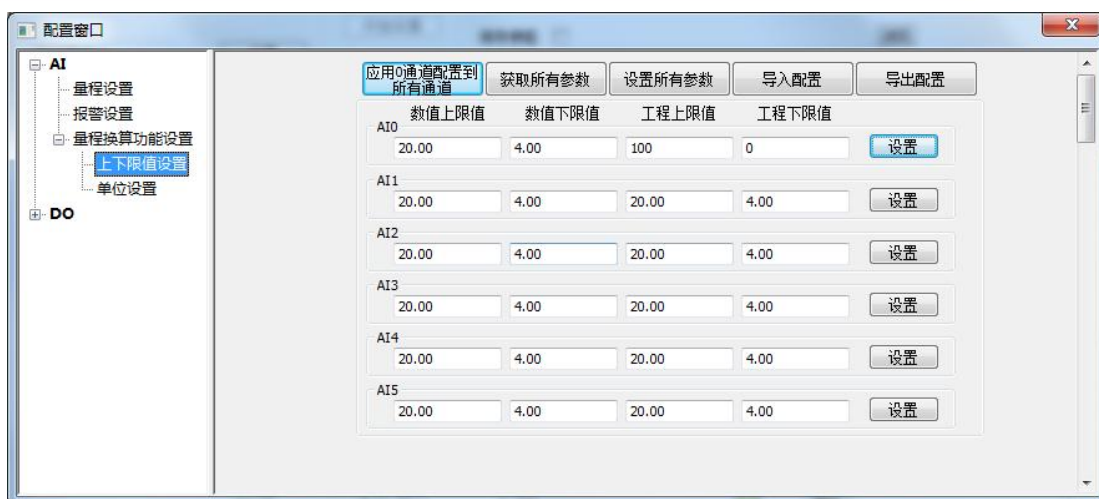 配置窗口
AI
量程设置
报警设置
量程换算功能设置
上下限值设置
单位设置
DO
应用0通道配置到
所有通道
获取所有参数
设置所有参数
导入配置
导出配置
数值上限值 数值下限值 工程上限值 工程下限值
AI0
20.00 4.00 100 0 设置
AI1
20.00 4.00 20.00 4.00 设置
AI2
20.00 4.00 20.00 4.00 设置
AI3
20.00 4.00 20.00 4.00 设置
AI4
20.00 4.00 20.00 4.00 设置
AI5
20.00 4.00 20.00 4.00 设置